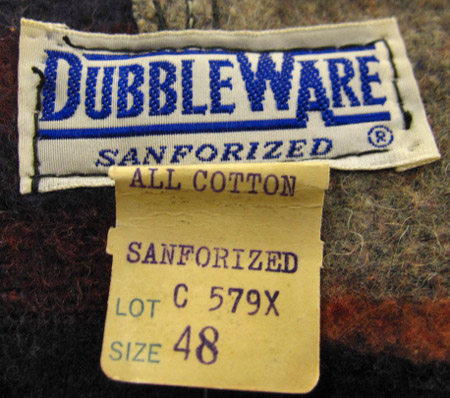 DUBBLEWARE
SANFORIZED ®
ALL COTTON
SANFORIZED
LOT C 579X
SIZE 48